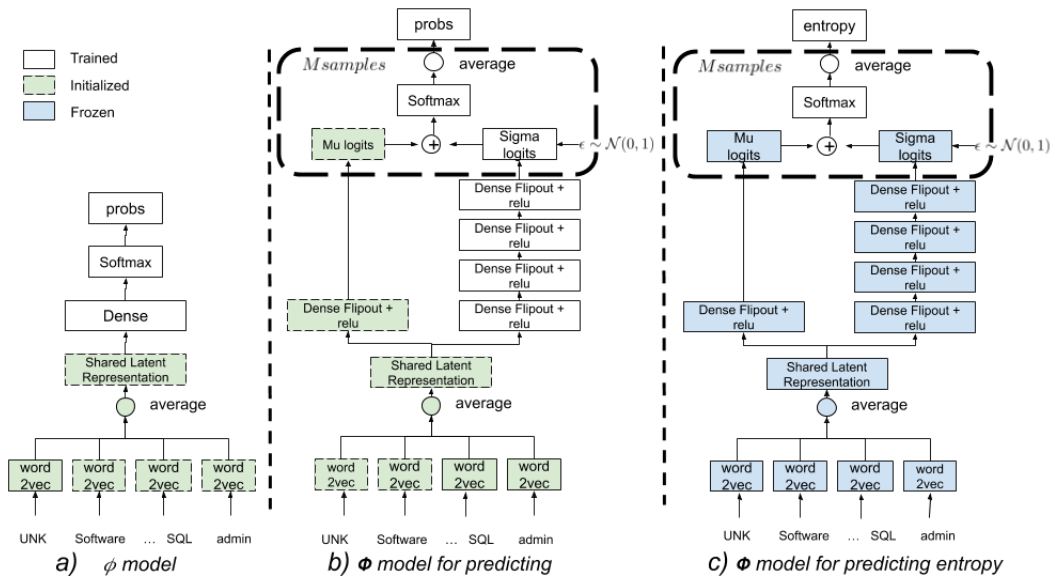 Trained
Initialized
Frozen
probs
Softmax
Dense
Shared Latent
Representation
average
word
2vec
word
2vec
word
2vec
word
2vec
UNK
Software
... SQL
admin
a) ϕ model
probs
M samples
average
Softmax
Mu logits
+
Sigma
logits
ϵ ∼ N(0, 1)
Dense Flipout +
relu
Dense Flipout +
relu
Dense Flipout +
relu
Dense Flipout +
relu
Dense Flipout +
relu
Shared Latent
Representation
average
word
2vec
word
2vec
word
2vec
word
2vec
UNK
Software
... SQL
admin
b) Φ model for predicting
entropy
M samples
average
Softmax
Mu
logits
+
Sigma
logits
ϵ ∼ N(0, 1)
Dense Flipout +
relu
Dense Flipout +
relu
Dense Flipout +
relu
Dense Flipout +
relu
Dense Flipout +
relu
Shared Latent
Representation
average
word
2vec
word
2vec
word
2vec
word
2vec
UNK
Software
... SQL
admin
c) Φ model for predicting entropy